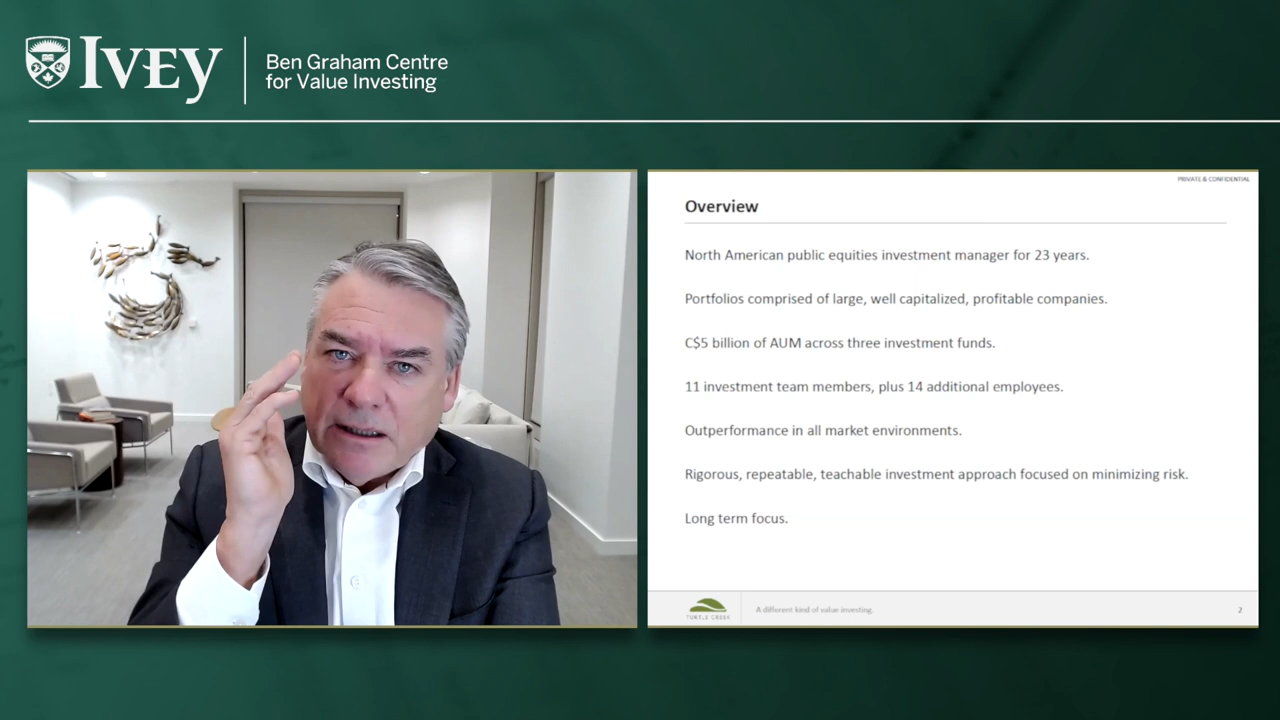 IVEY
Ben Graham Centre
for Value Investing
PRIVATE & CONFIDENTIAL
Overview
North American public equities investment manager for 23 years.
Portfolios comprised of large, well capitalized, profitable companies.
C$5 billion of AUM across three investment funds.
11 investment team members, plus 14 additional employees.
Outperformance in all market environments.
Rigorous, repeatable, teachable investment approach focused on minimizing risk.
Long term focus.
TURTLE CREEK
A different kind of value investing.
2